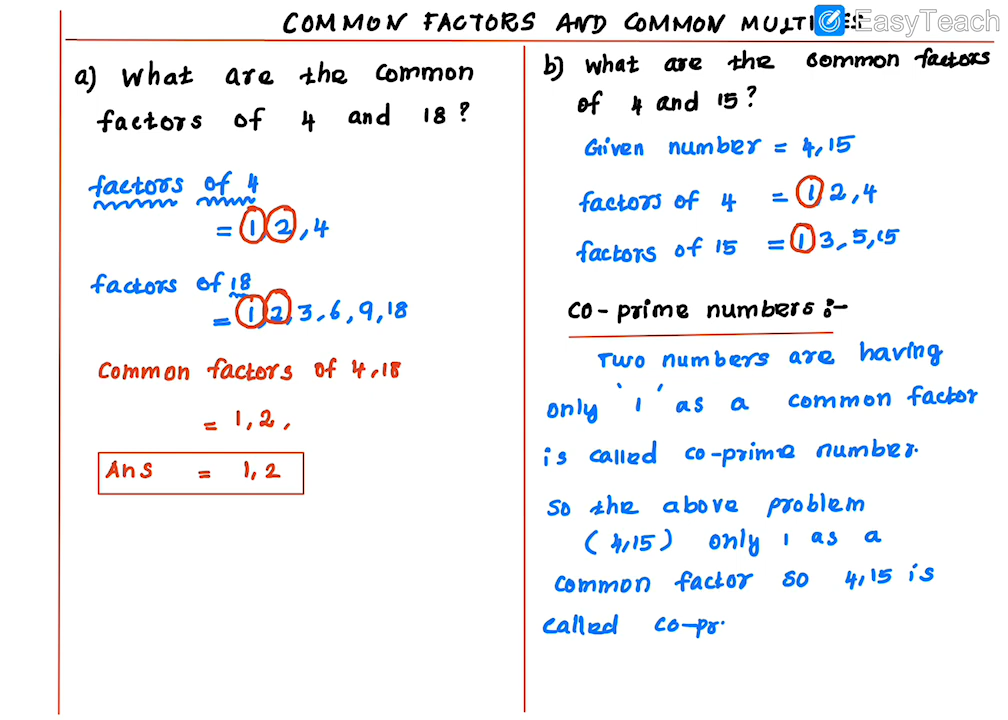 COMMON FACTORS AND COMMON MULTI ES
EasyTeach
a) What are the common
factors of 4 and 18?
factors of 4
= 1, 2, 4
factors of 18
= 1, 2, 3, 6, 9, 18
Common factors of 4,18
= 1, 2,
Ans = 1, 2
b) What are the common factors
of 4 and 15?
Given number = 4, 15
factors of 4 = 1, 2, 4
factors of 15 = 1, 3, 5, 15
co-prime numbers :-
Two numbers are having
only '1' as a common factor
is called co-prime number.
So the above problem
(4,15) only 1 as a
common factor so 4,15 is
called co-pr.